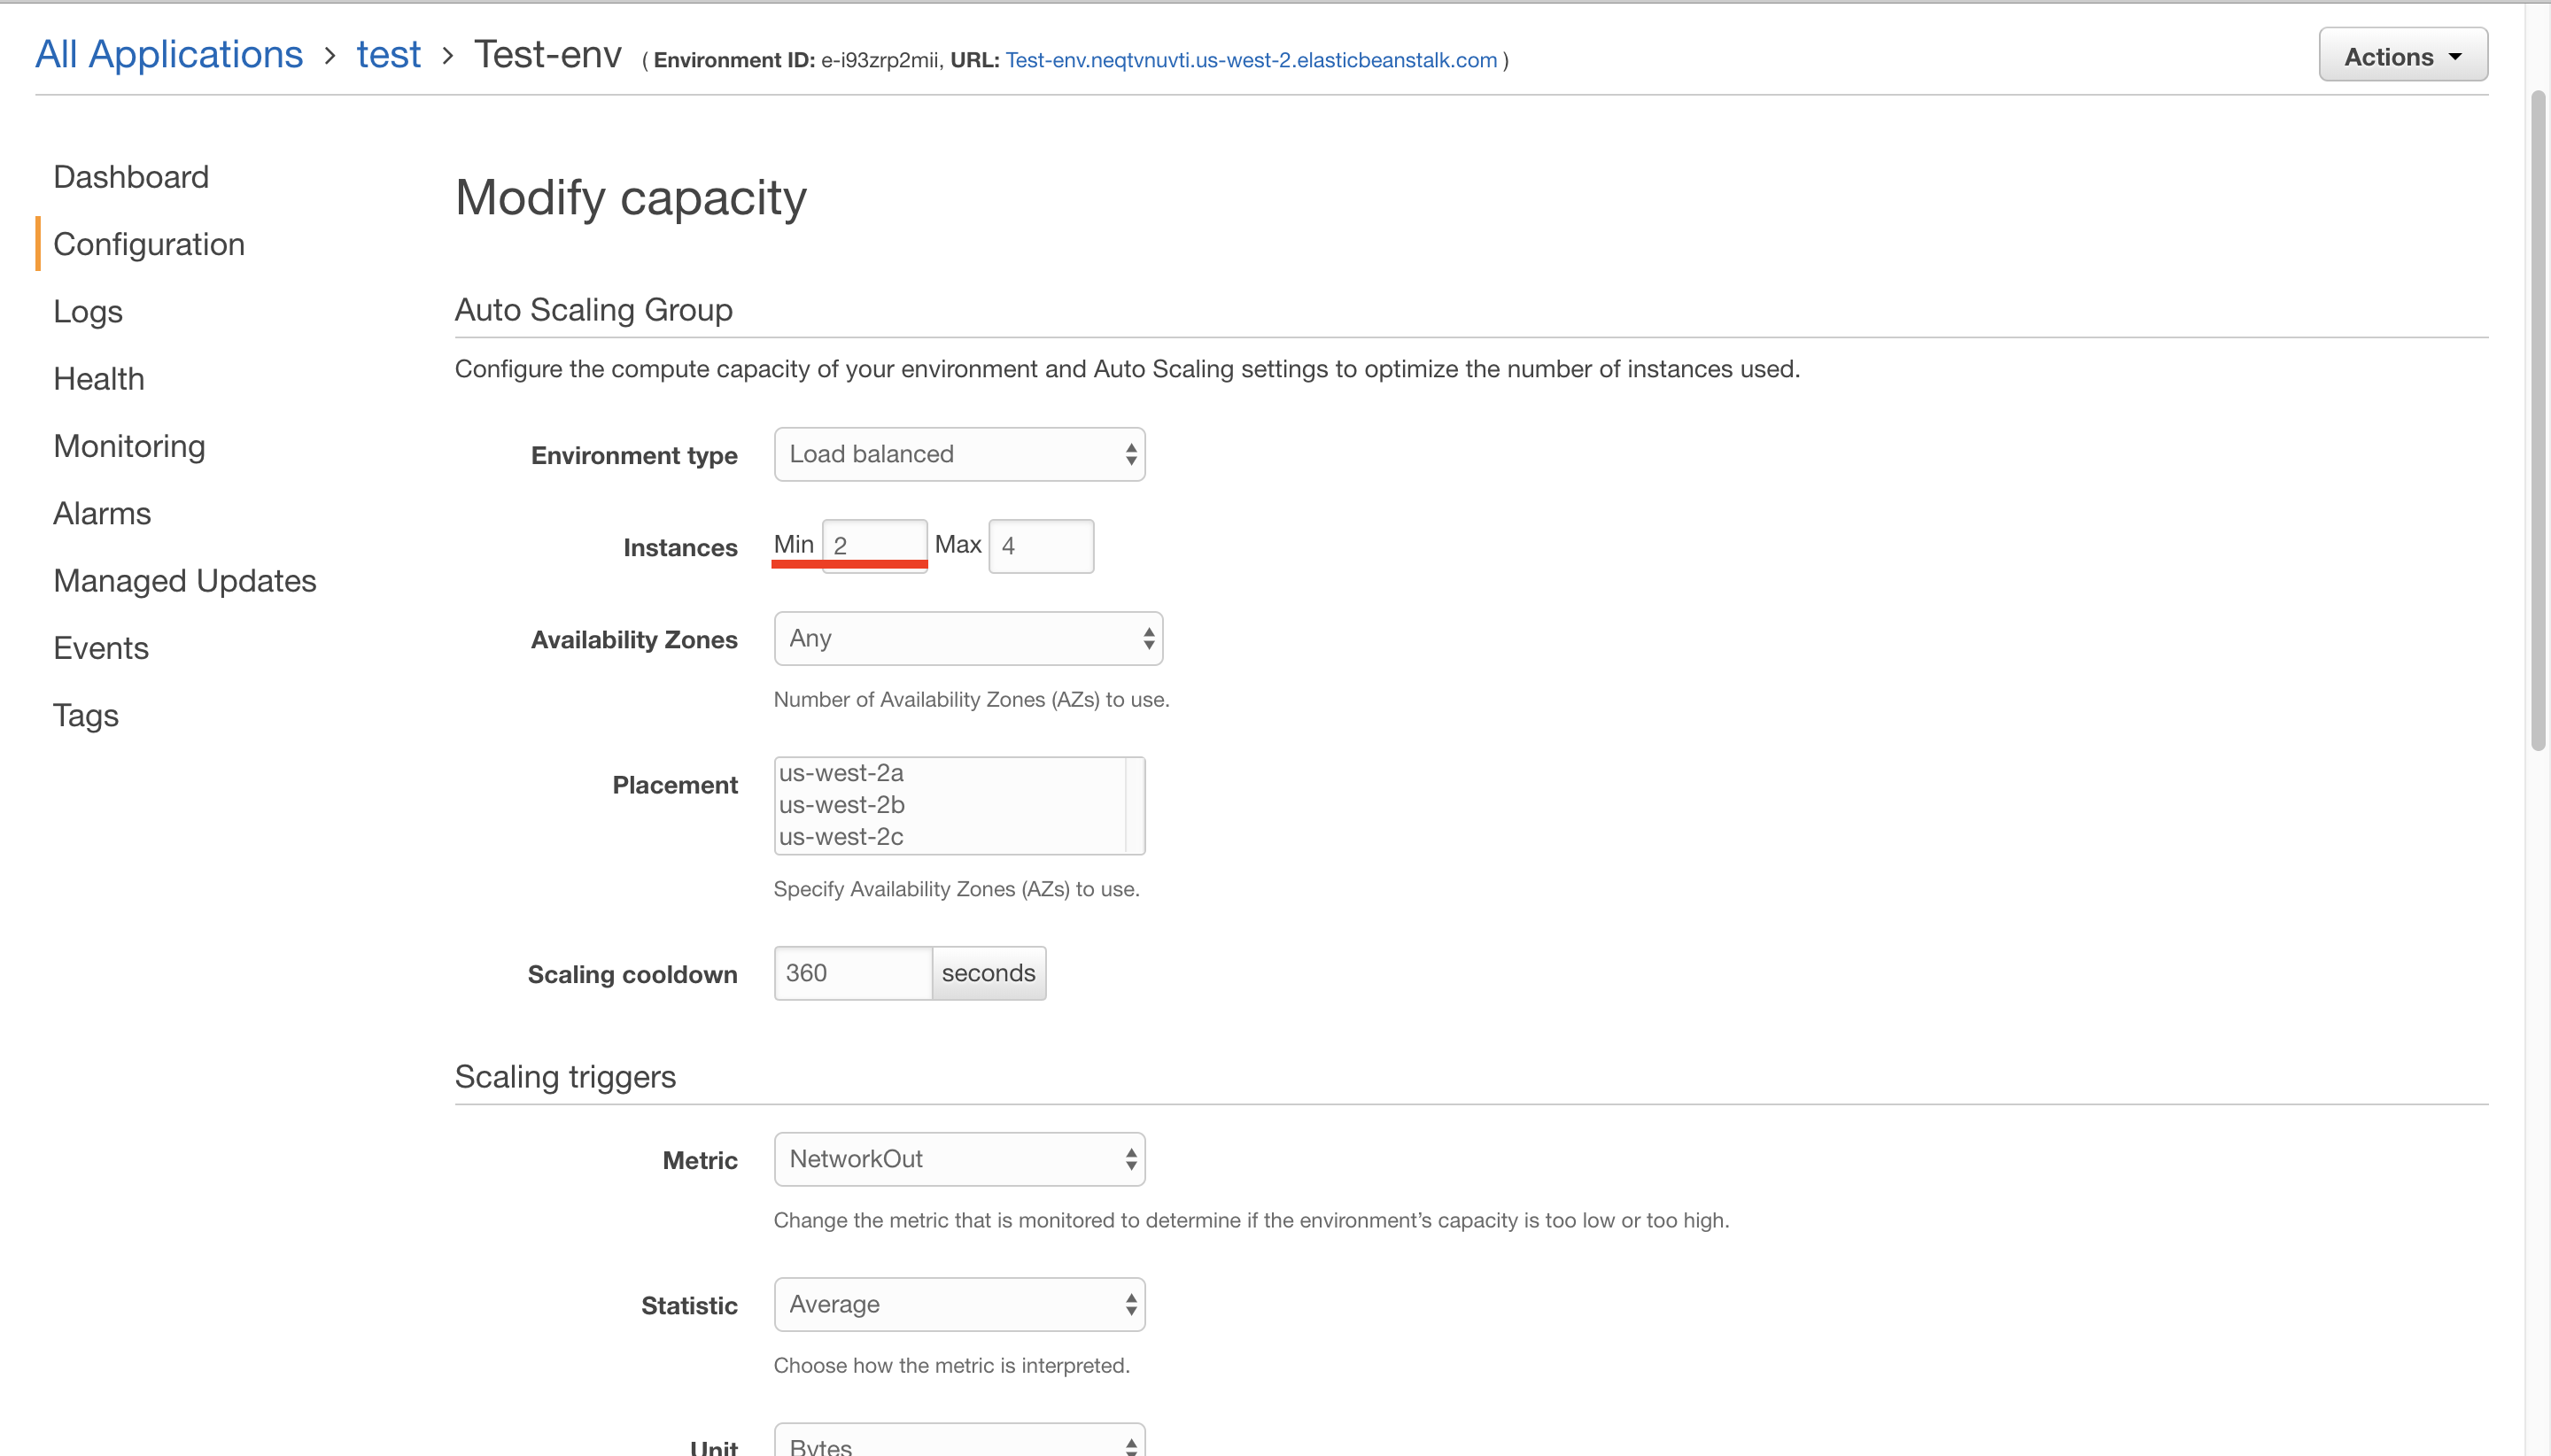 All Applications › test › Test-env ( Environment ID: e-i93zrp2mii, URL: Test-env.neqtvnuvti.us-west-2.elasticbeanstalk.com )
Actions
Dashboard
Configuration
Logs
Health
Monitoring
Alarms
Managed Updates
Events
Tags
Modify capacity
Auto Scaling Group
Configure the compute capacity of your environment and Auto Scaling settings to optimize the number of instances used.
Environment type Load balanced
Instances Min 2 Max 4
Availability Zones Any
Number of Availability Zones (AZs) to use.
Placement us-west-2a
us-west-2b
us-west-2c
Specify Availability Zones (AZs) to use.
Scaling cooldown 360 seconds
Scaling triggers
Metric NetworkOut
Change the metric that is monitored to determine if the environment’s capacity is too low or too high.
Statistic Average
Choose how the metric is interpreted.
Unit Bytes